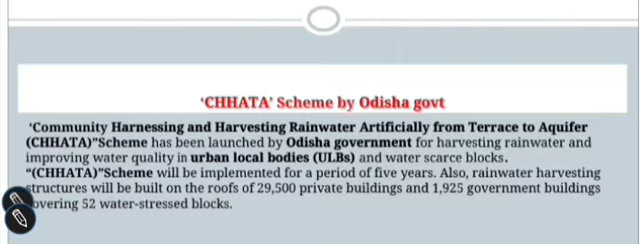 'CHHATA' Scheme by Odisha govt
'Community Harnessing and Harvesting Rainwater Artificially from Terrace to Aquifer
(CHHATA)"Scheme has been launched by Odisha government for harvesting rainwater and
improving water quality in urban local bodies (ULBs) and water scarce blocks.
"(CHHATA)"Scheme will be implemented for a period of five years. Also, rainwater harvesting
structures will be built on the roofs of 29,500 private buildings and 1,925 government buildings
covering 52 water-stressed blocks.